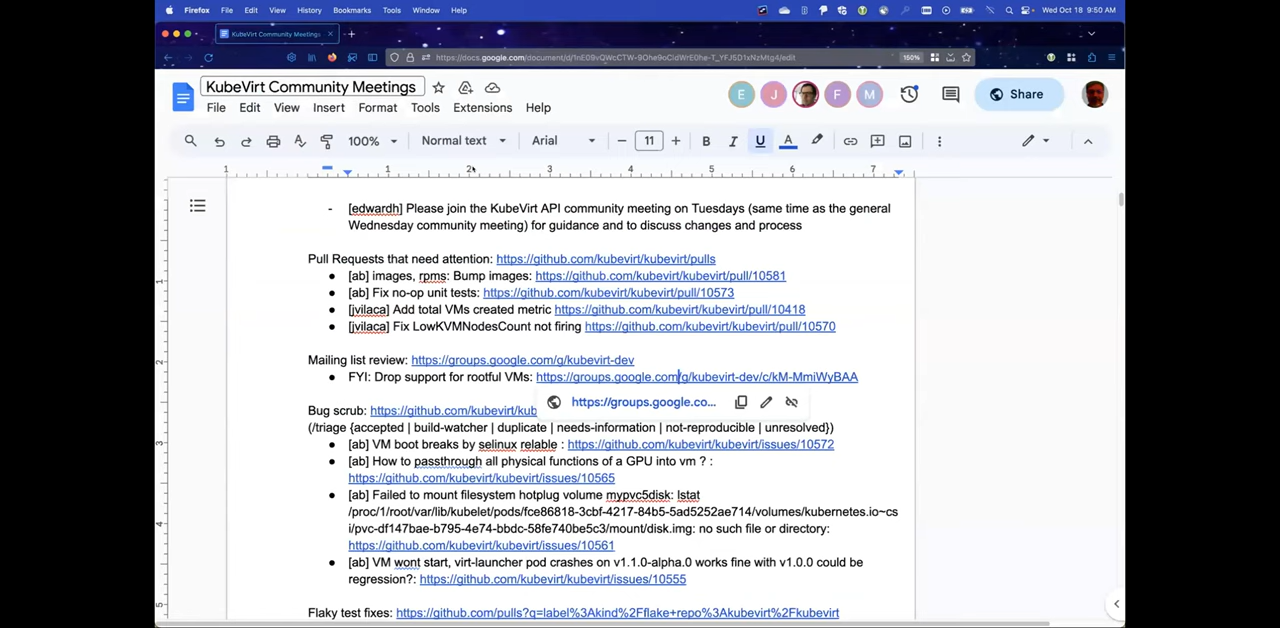 Firefox File Edit View History Bookmarks Tools Window Help Wed Oct 18 9:50 AM
KubeVirt Community Meetings
150%
KubeVirt Community Meetings
E J F M Share
File Edit View Insert Format Tools Extensions Help
100% Normal text Arial 11 B I U A
1 1 2 3 4 5 6 7
- [edwardh] Please join the KubeVirt API community meeting on Tuesdays (same time as the general
Wednesday community meeting) for guidance and to discuss changes and process
Pull Requests that need attention: https://github.com/kubevirt/kubevirt/pulls
● [ab] images, rpms: Bump images: https://github.com/kubevirt/kubevirt/pull/10581
● [ab] Fix no-op unit tests: https://github.com/kubevirt/kubevirt/pull/10573
● [jvilaca] Add total VMs created metric https://github.com/kubevirt/kubevirt/pull/10418
● [jvilaca] Fix LowKVMNodesCount not firing https://github.com/kubevirt/kubevirt/pull/10570
Mailing list review: https://groups.google.com/g/kubevirt-dev
● FYI: Drop support for rootful VMs: https://groups.google.com/g/kubevirt-dev/c/kM-MmiWyBAA
https://groups.google.co...
Bug scrub: https://github.com/kubevirt/kub
(/triage {accepted | build-watcher | duplicate | needs-information | not-reproducible | unresolved})
● [ab] VM boot breaks by selinux relable : https://github.com/kubevirt/kubevirt/issues/10572
● [ab] How to passthrough all physical functions of a GPU into vm ? :
https://github.com/kubevirt/kubevirt/issues/10565
● [ab] Failed to mount filesystem hotplug volume mypvc5disk: lstat
/proc/1/root/var/lib/kubelet/pods/fce86818-3cbf-4217-84b5-5ad5252ae714/volumes/kubernetes.io~cs
i/pvc-df147bae-b795-4e74-bbdc-58fe740be5c3/mount/disk.img: no such file or directory:
https://github.com/kubevirt/kubevirt/issues/10561
● [ab] VM wont start, virt-launcher pod crashes on v1.1.0-alpha.0 works fine with v1.0.0 could be
regression?: https://github.com/kubevirt/kubevirt/issues/10555
Flaky test fixes: https://github.com/pulls?q=label%3Akind%2Fflake+repo%3Akubevirt%2Fkubevirt